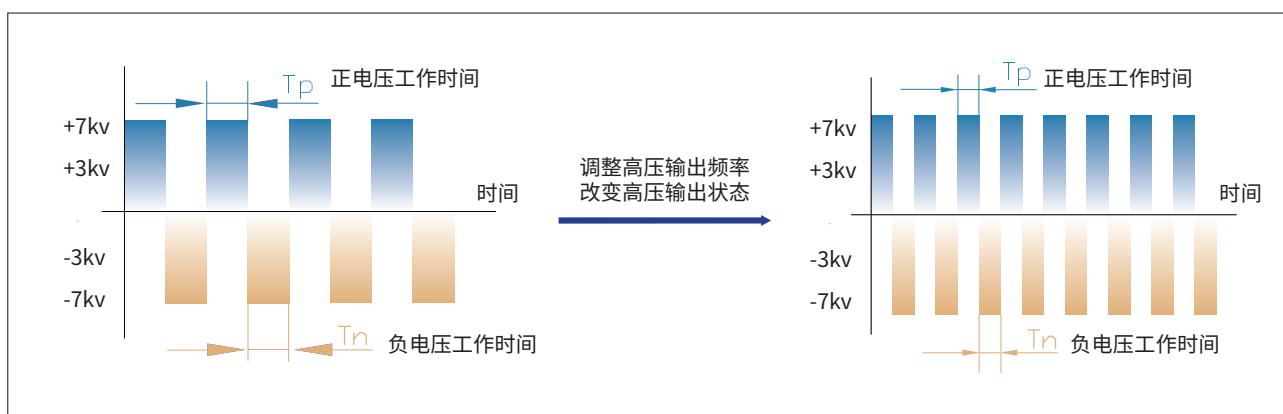 Tp 正电压工作时间
+7kv
+3kv
时间
-3kv
-7kv
Tn 负电压工作时间
调整高压输出频率
改变高压输出状态
Tp 正电压工作时间
+7kv
+3kv
时间
-3kv
-7kv
Tn 负电压工作时间